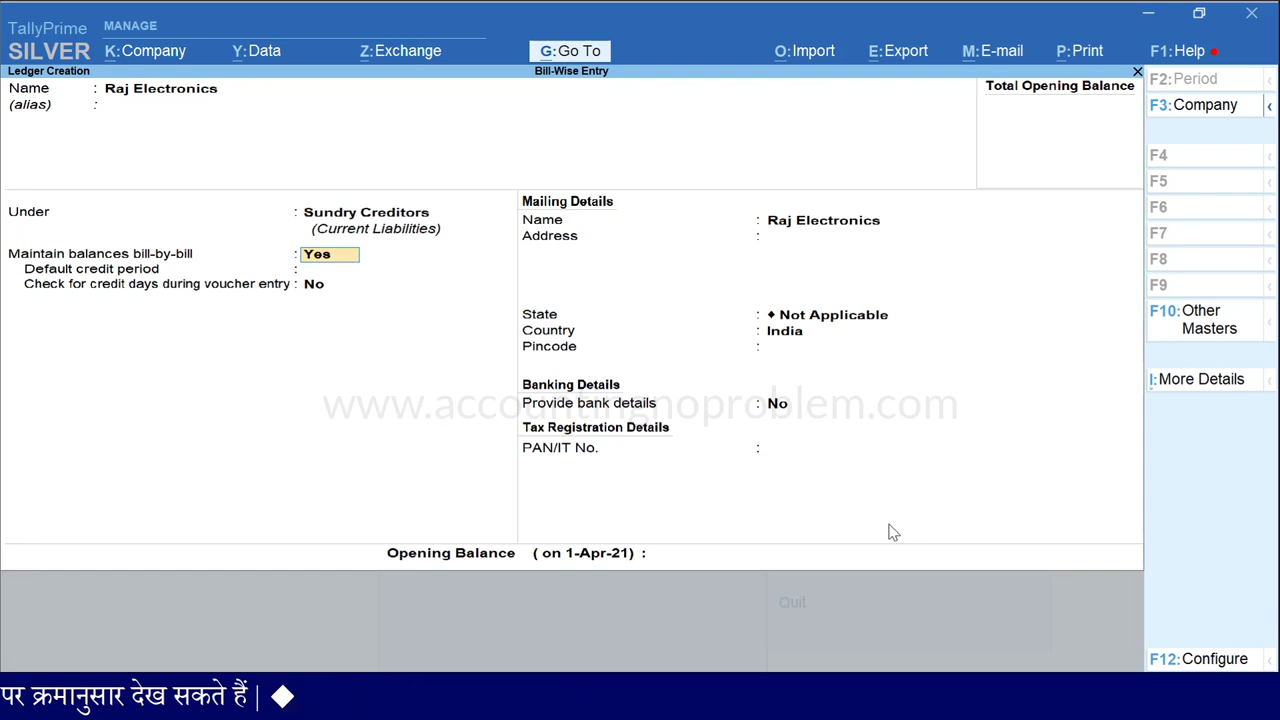 TallyPrime
MANAGE
SILVER
K:Company
Y:Data
Z:Exchange
G:Go To
O:Import
E:Export
M:E-mail
P:Print
F1:Help
Ledger Creation
Bill-Wise Entry
Name : Raj Electronics
(alias) :
Total Opening Balance
Under : Sundry Creditors
(Current Liabilities)
Maintain balances bill-by-bill : Yes
Default credit period :
Check for credit days during voucher entry : No
Mailing Details
Name : Raj Electronics
Address :
State : ♦ Not Applicable
Country : India
Pincode :
Banking Details
Provide bank details : No
Tax Registration Details
PAN/IT No. :
www.accountingnoproblem.com
Opening Balance ( on 1-Apr-21) :
Quit
F2:Period
F3:Company
F4
F5
F6
F7
F8
F9
F10:Other
Masters
I:More Details
F12:Configure
पर क्रमानुसार देख सकते हैं | ◆